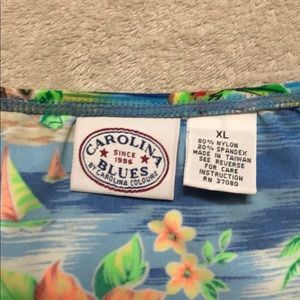 CAROLINA
SINCE
1986
BLUES
BY CAROLINA COLOURS
XL
80% NYLON
20% SPANDEX
MADE IN TAIWAN
SEE REVERSE
FOR CARE
INSTRUCTION
RN 37080